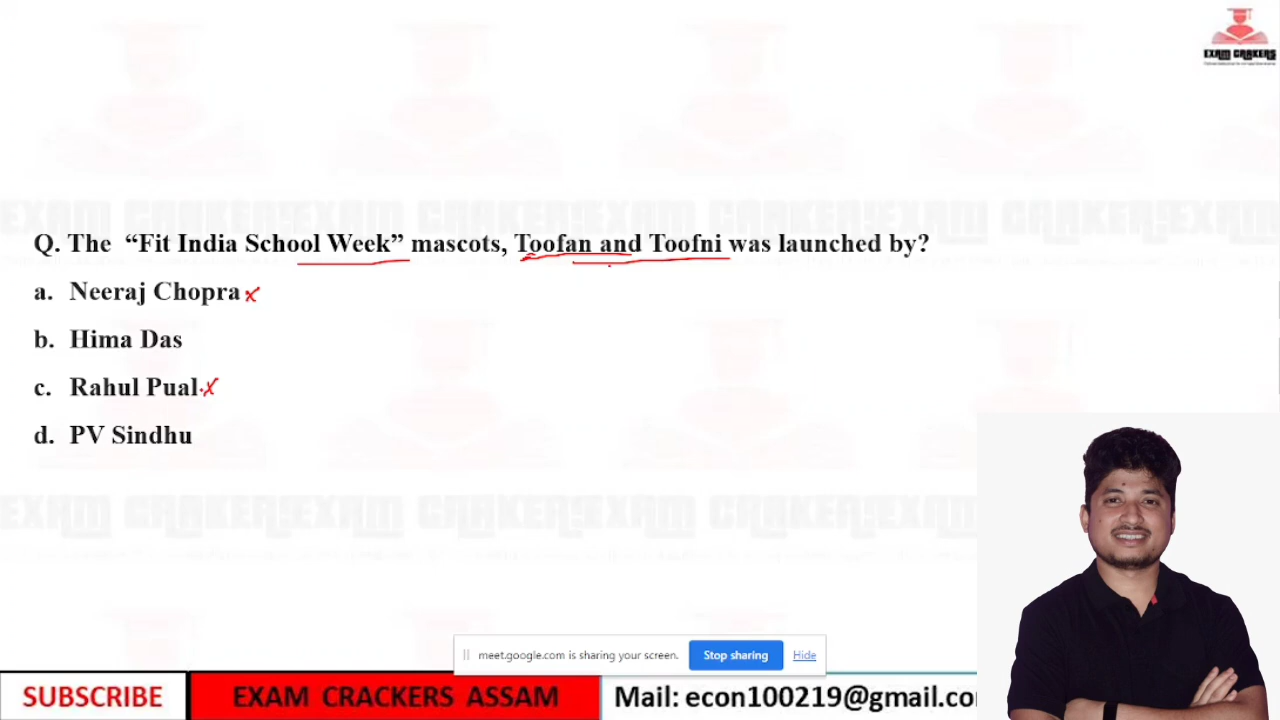 EXAM CRAKERS
Q. The “Fit India School Week” mascots, Toofan and Toofni was launched by?
a. Neeraj Chopra
b. Hima Das
c. Rahul Pual
d. PV Sindhu
meet.google.com is sharing your screen. Stop sharing Hide
SUBSCRIBE EXAM CRACKERS ASSAM Mail: econ100219@gmail.co